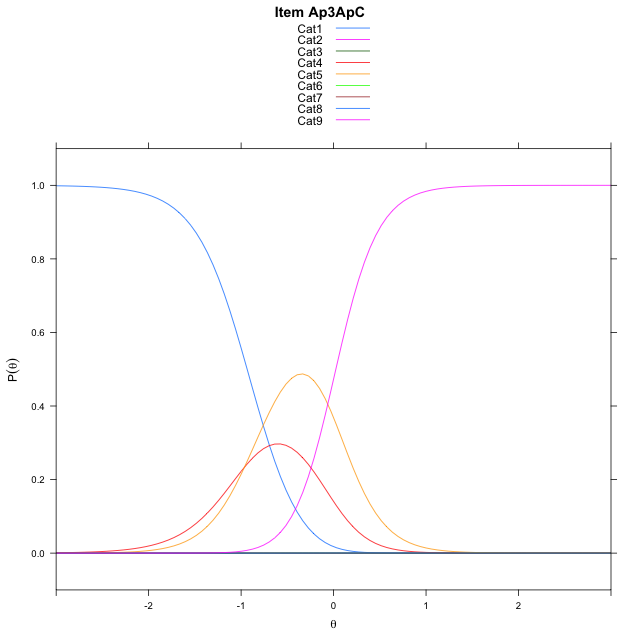 Item Ap3ApC
Cat1
Cat2
Cat3
Cat4
Cat5
Cat6
Cat7
Cat8
Cat9
1.0
0.8
0.6
0.4
0.2
0.0
P(θ)
-2 -1 0 1 2
θ